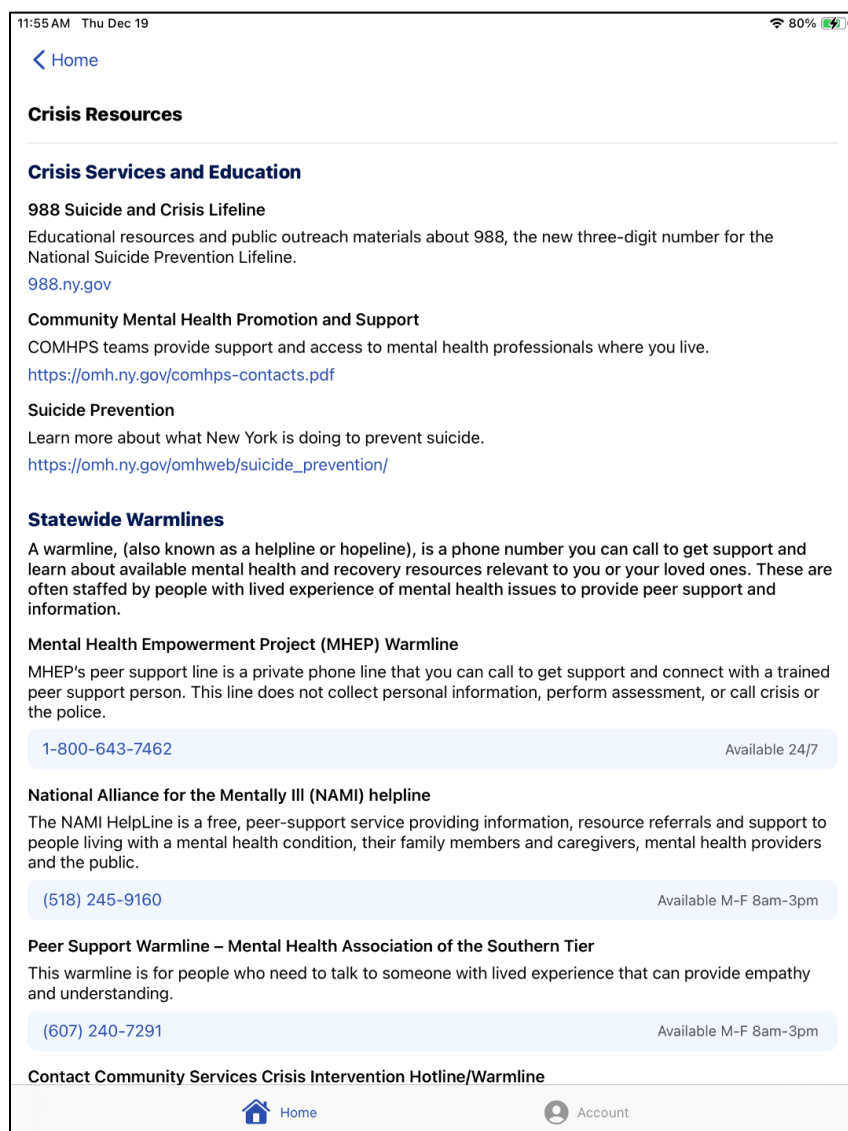 11:55 AM Thu Dec 19
80%
Home
Crisis Resources
Crisis Services and Education
988 Suicide and Crisis Lifeline
Educational resources and public outreach materials about 988, the new three-digit number for the
National Suicide Prevention Lifeline.
988.ny.gov
Community Mental Health Promotion and Support
COMHPS teams provide support and access to mental health professionals where you live.
https://omh.ny.gov/comhps-contacts.pdf
Suicide Prevention
Learn more about what New York is doing to prevent suicide.
https://omh.ny.gov/omhweb/suicide_prevention/
Statewide Warmlines
A warmline, (also known as a helpline or hopeline), is a phone number you can call to get support and
learn about available mental health and recovery resources relevant to you or your loved ones. These are
often staffed by people with lived experience of mental health issues to provide peer support and
information.
Mental Health Empowerment Project (MHEP) Warmline
MHEP's peer support line is a private phone line that you can call to get support and connect with a trained
peer support person. This line does not collect personal information, perform assessment, or call crisis or
the police.
1-800-643-7462 Available 24/7
National Alliance for the Mentally Ill (NAMI) helpline
The NAMI HelpLine is a free, peer-support service providing information, resource referrals and support to
people living with a mental health condition, their family members and caregivers, mental health providers
and the public.
(518) 245-9160 Available M-F 8am-3pm
Peer Support Warmline – Mental Health Association of the Southern Tier
This warmline is for people who need to talk to someone with lived experience that can provide empathy
and understanding.
(607) 240-7291 Available M-F 8am-3pm
Contact Community Services Crisis Intervention Hotline/Warmline
Home Account